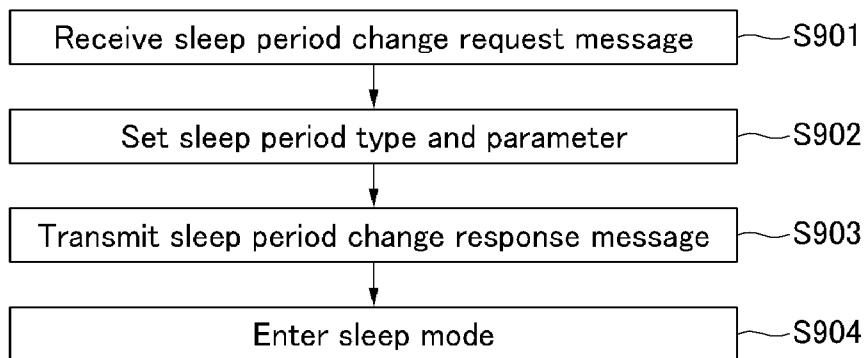 Receive sleep period change request message S901
Set sleep period type and parameter S902
Transmit sleep period change response message S903
Enter sleep mode S904